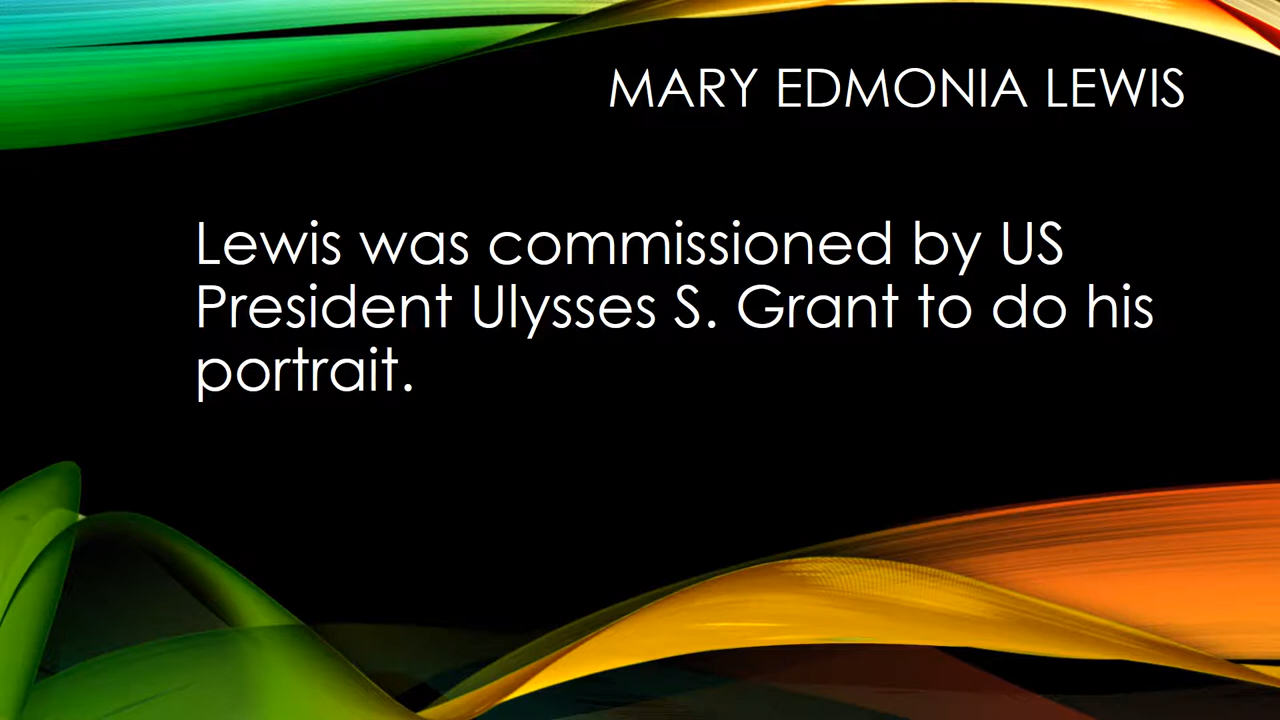 MARY EDMONIA LEWIS
Lewis was commissioned by US
President Ulysses S. Grant to do his
portrait.